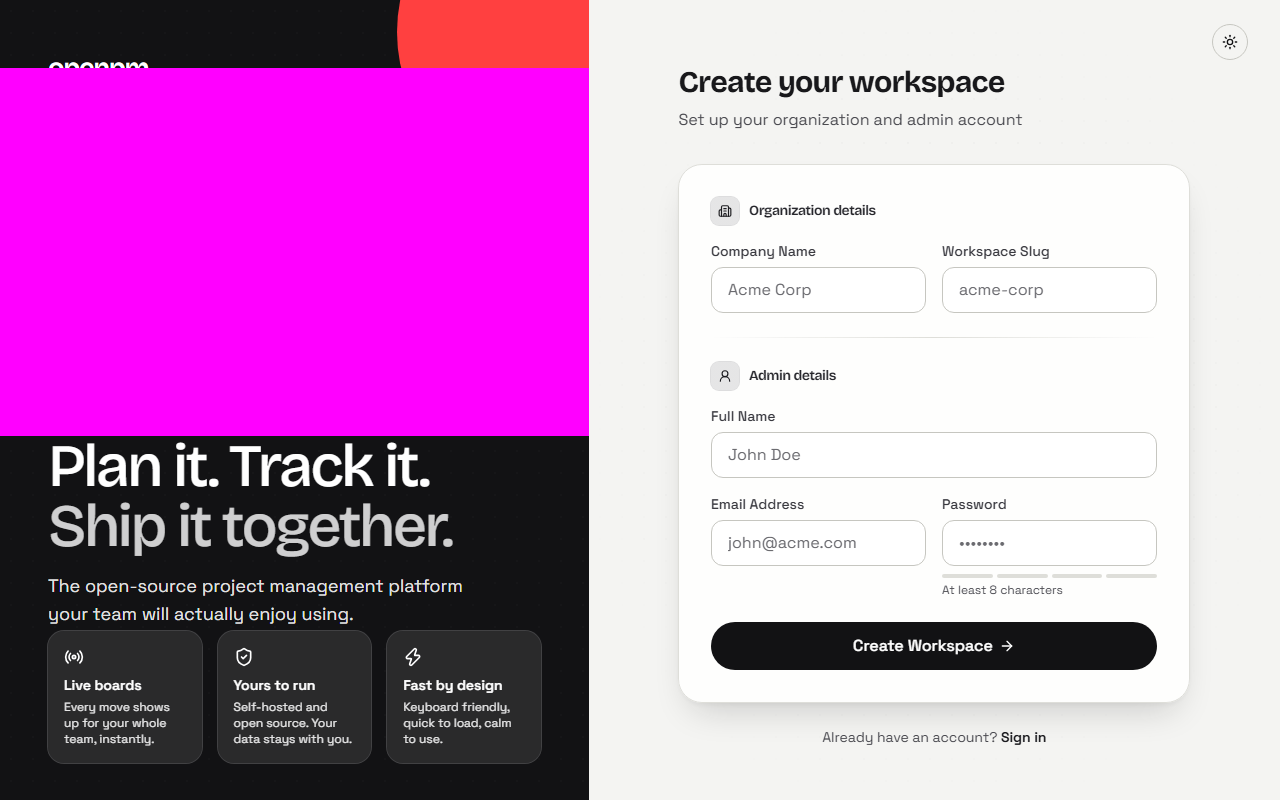 Plan it. Track it.
Ship it together.
The open-source project management platform
your team will actually enjoy using.
Live boards
Every move shows
up for your whole
team, instantly.
Yours to run
Self-hosted and
open source. Your
data stays with you.
Fast by design
Keyboard friendly,
quick to load, calm
to use.
Create your workspace
Set up your organization and admin account
Organization details
Company Name
Workspace Slug
Acme Corp
acme-corp
Admin details
Full Name
John Doe
Email Address
Password
john@acme.com
••••••••
At least 8 characters
Create Workspace →
Already have an account? Sign in